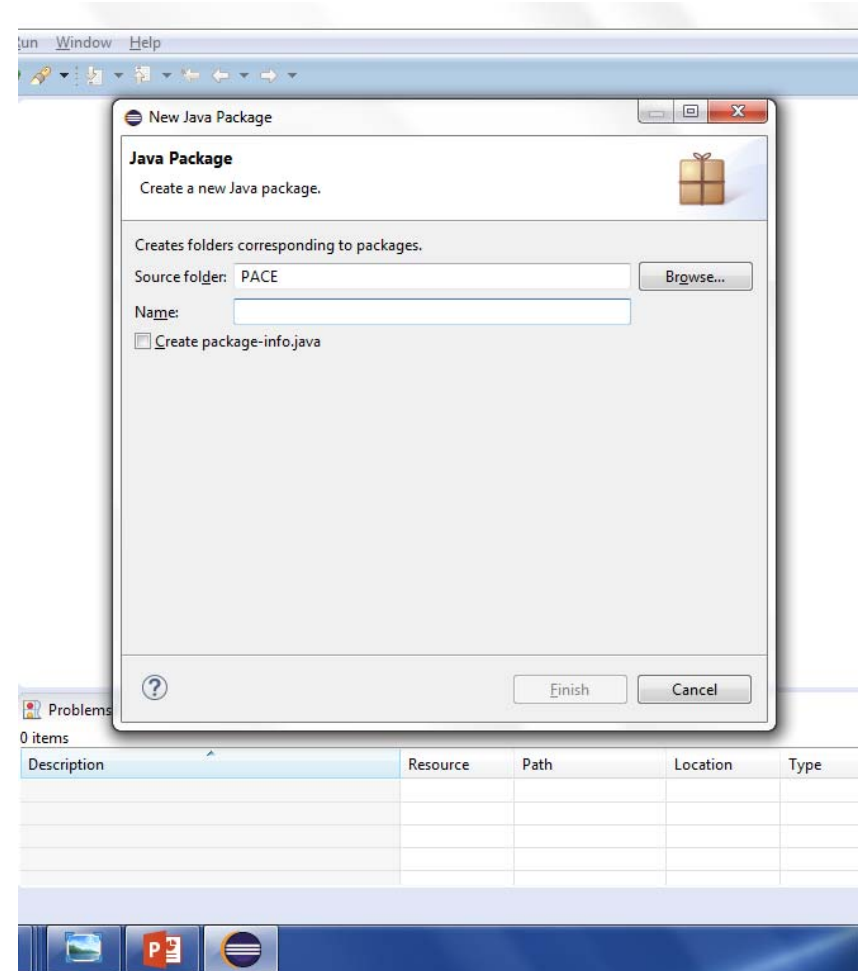 Window Help
New Java Package
Java Package
Create a new Java package.
Creates folders corresponding to packages.
Source folder: PACE Browse...
Name:
Create package-info.java
Finish Cancel
Problems
0 items
Description Resource Path Location Type
P